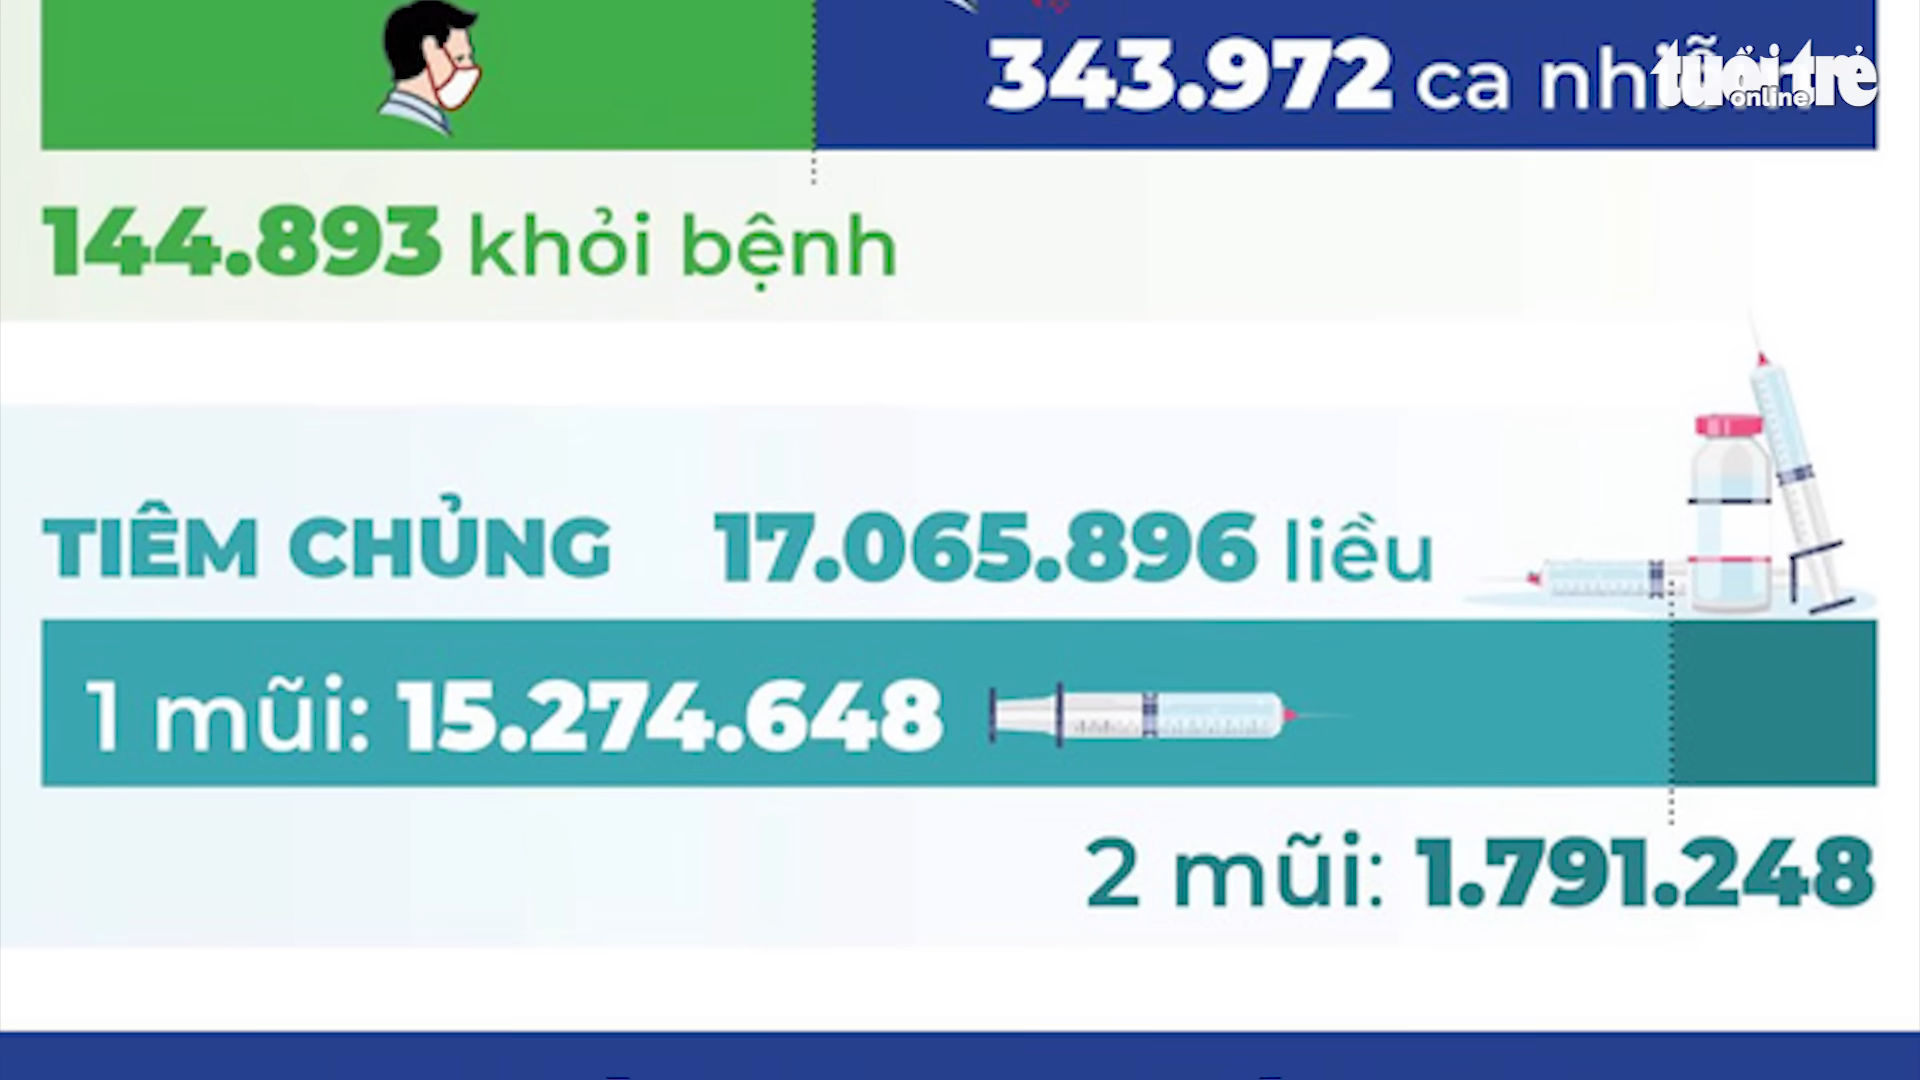 343.972 ca nhiễm
tuổi trẻ
online
144.893 khỏi bệnh
TIÊM CHỦNG 17.065.896 liều
1 mũi: 15.274.648
2 mũi: 1.791.248